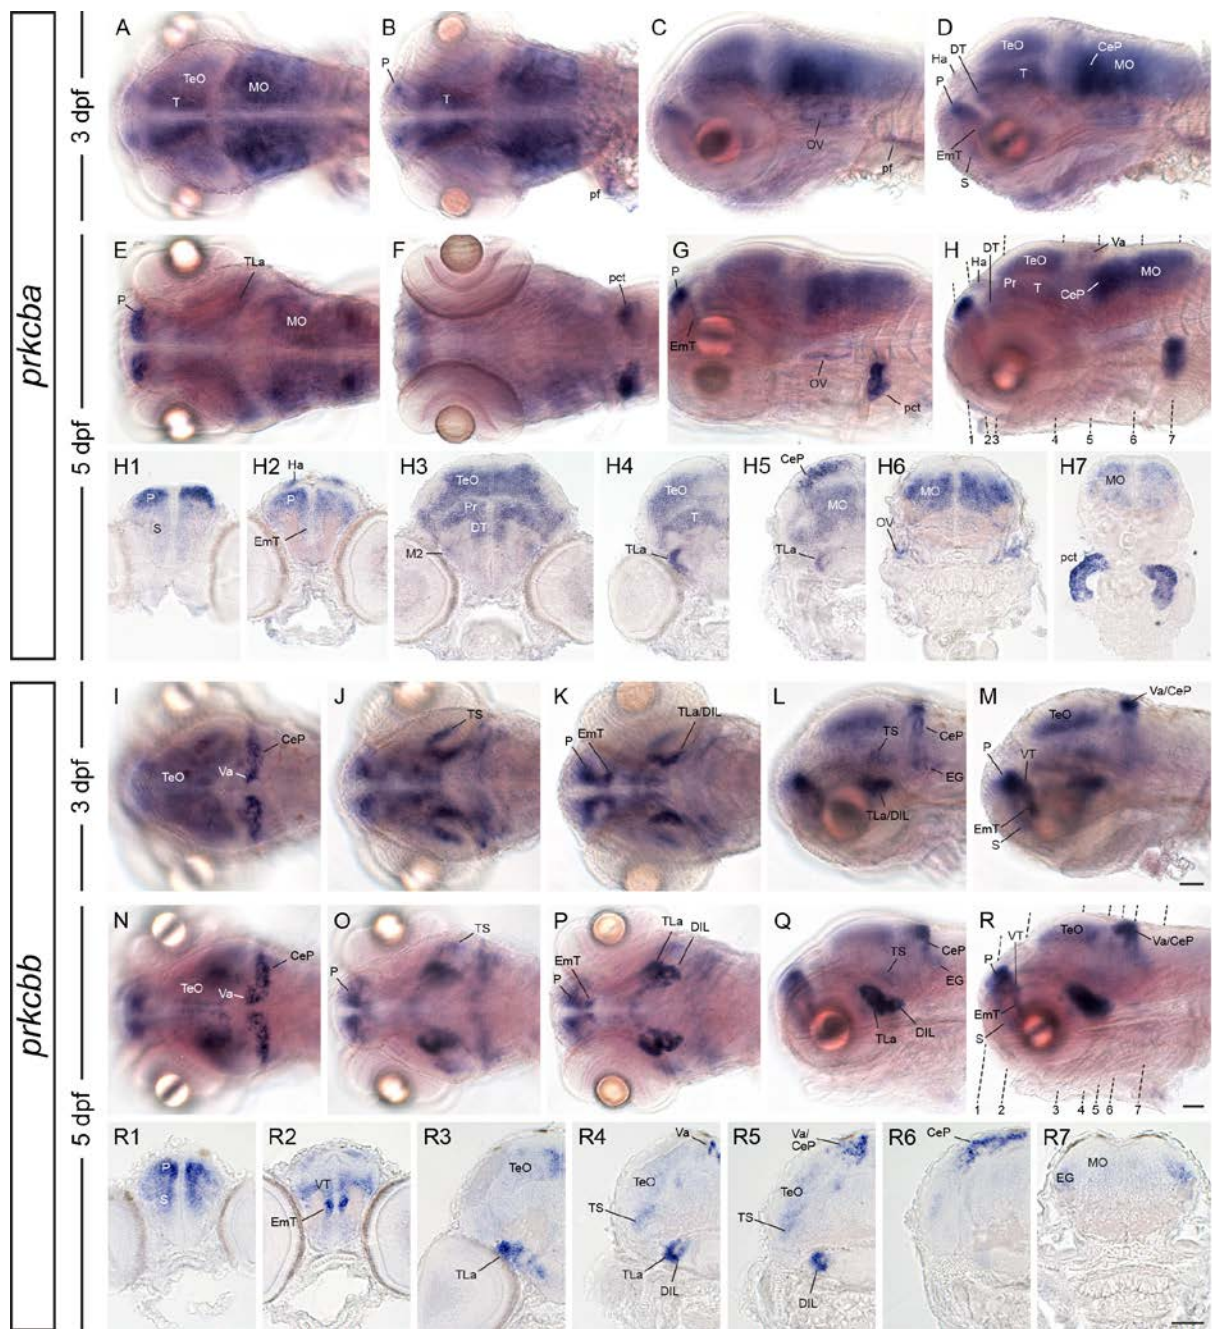 prkcba
3 dpf
A
TeO
T
MO
B
P
T
pf
C
OV
pf
D
TeO
DT
Ha
P
T
CeP
MO
EmT
S
5 dpf
E
TLa
P
MO
F
pct
G
P
EmT
OV
pct
H
DT
Ha
TeO
Va
Pr
T
CeP
MO
1 2 3 4 5 6 7
H1
P
S
H2
Ha
P
EmT
H3
TeO
Pr
DT
M2
H4
TeO
T
TLa
H5
CeP
MO
TLa
H6
MO
OV
H7
MO
pct
prkcbb
3 dpf
I
CeP
Va
TeO
J
TS
K
TLa/DIL
EmT
P
L
CeP
TS
EG
TLa/DIL
M
Va/CeP
TeO
P
VT
EmT
S
5 dpf
N
CeP
TeO
Va
O
TS
P
P
TLa
DIL
EmT
P
Q
TS
CeP
EG
TLa
DIL
R
VT
TeO
P
Va/CeP
EmT
S
1 2 3 4 5 6 7
R1
P
S
R2
VT
EmT
R3
TeO
TLa
R4
Va
TeO
TS
TLa
DIL
R5
Va/
CeP
TeO
TS
DIL
R6
CeP
R7
MO
EG